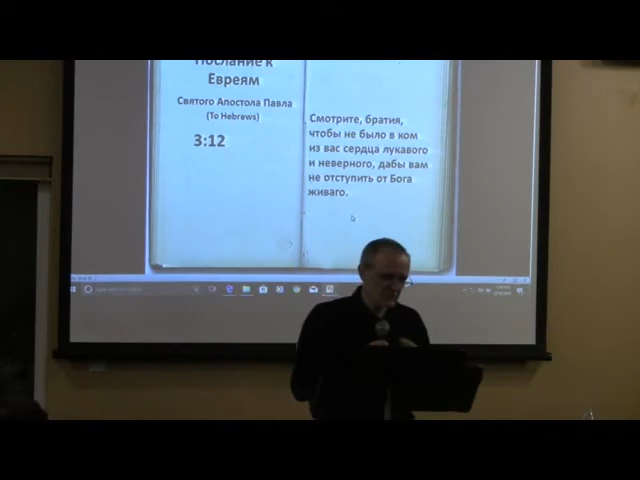 Послание к
Евреям
Святого Апостола Павла
(To Hebrews)
3:12
Смотрите, братия,
чтобы не было в ком
из вас сердца лукавого
и неверного, дабы вам
не отступить от Бога
живаго.